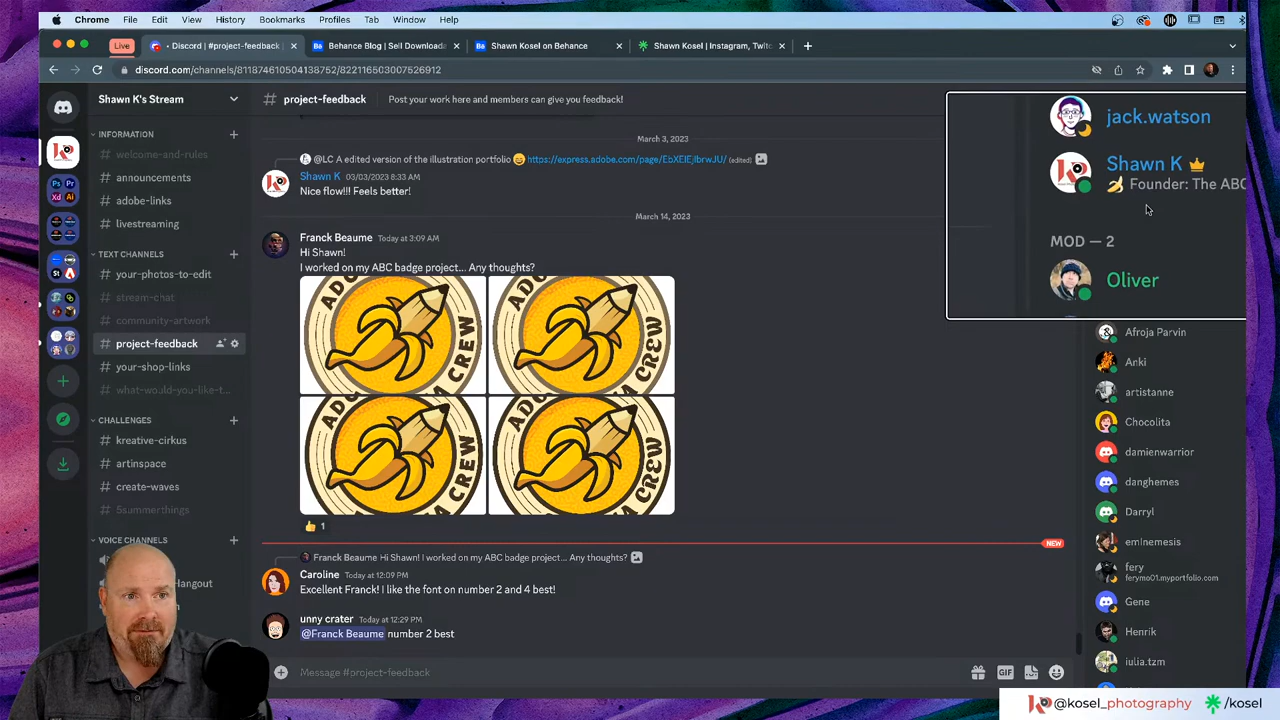 Chrome File Edit View History Bookmarks Profiles Tab Window Help
Live
Discord | #project-feedback
Behance Blog | Sell Downloada
Shawn Kosel on Behance
Shawn Kosel | Instagram, Twitc
discord.com/channels/811874610504138752/822116503007526912
Shawn K's Stream
INFORMATION
# welcome-and-rules
# announcements
# adobe-links
# livestreaming
TEXT CHANNELS
# your-photos-to-edit
# stream-chat
# community-artwork
# project-feedback
# your-shop-links
# what-would-you-like-t...
CHALLENGES
# kreative-cirkus
# artinspace
# create-waves
# 5summerthings
VOICE CHANNELS
Hangout
# project-feedback Post your work here and members can give you feedback!
March 3, 2023
@LC A edited version of the illustration portfolio 😄 https://express.adobe.com/page/EbXEIEjIbrwJU/ (edited)
Shawn K 03/03/2023 8:33 AM
Nice flow!!! Feels better!
March 14, 2023
Franck Beaume Today at 3:09 AM
Hi Shawn!
I worked on my ABC badge project... Any thoughts?
CREW
CREW
CREW
CREW
👍 1
NEW
Franck Beaume Hi Shawn! I worked on my ABC badge project... Any thoughts?
Caroline Today at 12:09 PM
Excellent Franck! I like the font on number 2 and 4 best!
unny crater Today at 12:29 PM
@Franck Beaume number 2 best
Message #project-feedback
GIF
jack.watson
Shawn K
🍌 Founder: The ABC
MOD — 2
Oliver
Afroja Parvin
Anki
artistanne
Chocolita
damienwarrior
danghemes
Darryl
emInemesis
fery
ferymo01.myportfolio.com
Gene
Henrik
iulia.tzm
@kosel_photography /kosel